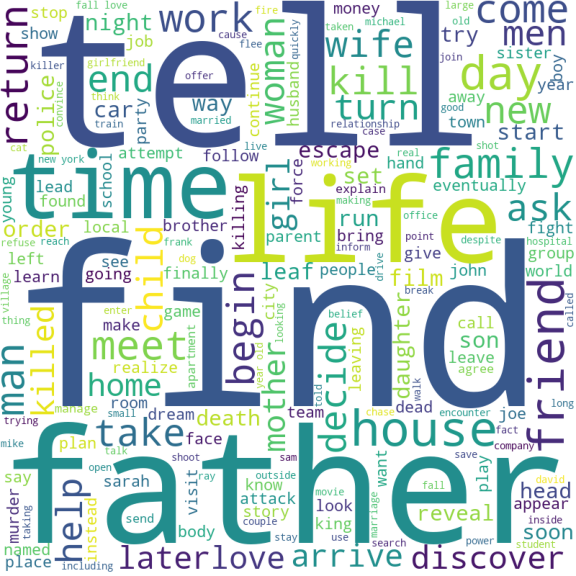 tell
find
father
life
time
house
family
day
friend
kill
wife
work
come
men
new
return
turn
woman
girl
end
night
try
start
ask
meet
home
take
begin
decide
child
man
killed
help
mother
daughter
film
run
set
escape
way
car
police
order
later
love
arrive
discover
reveal
soon
head
son
leaf
death
party
job
show
stop
fall love
killer
convince
girlfriend
think
train
married
offer
cause
flee
quickly
fire
taken
michael
money
large
old
join
good
sister
boy
year
away
town
case
relationship
live
husband
continue
cat
new york
school
attempt
follow
force
real
hand
shot
eventually
working
explain
making
young
lead
found
dog
brother
killing
parent
bring
give
office
point
despite
hospital
fight
group
world
refuse
reach
frank
local
left
see
going
finally
inform
drive
john
people
city
looking
village
thing
learn
enter
make
game
apartment
realize
room
small
manage
dream
year old
belief
told
break
walk
leaving
call
leave
agree
called
long
trying
mike
plan
talk
face
team
dead
chase
encounter
joe
fact
company
say
open
shoot
sam
want
play
save
david
sarah
visit
ray
outside
know
attack
look
movie
fall
marriage
appear
inside
murder
taking
instead
send
body
story
couple
king
stay
use
search
power
student
named
place
including